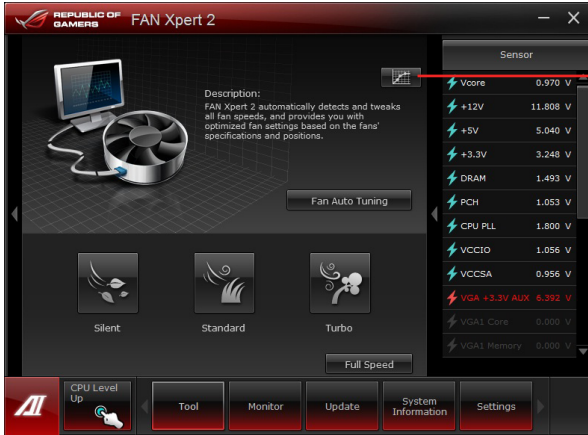 REPUBLIC OF
GAMERS
FAN Xpert 2
Description:
FAN Xpert 2 automatically detects and tweaks
all fan speeds, and provides you with
optimized fan settings based on the fans'
specifications and positions.
Fan Auto Tuning
Silent
Standard
Turbo
Full Speed
Sensor
Vcore 0.970 V
+12V 11.808 V
+5V 5.040 V
+3.3V 3.248 V
DRAM 1.493 V
PCH 1.053 V
CPU PLL 1.800 V
VCCIO 1.056 V
VCCSA 0.956 V
VGA +3.3V AUX 6.392 V
VGA1 Core 0.000 V
VGA1 Memory 0.000 V
CPU Level
Up
Tool
Monitor
Update
System
Information
Settings